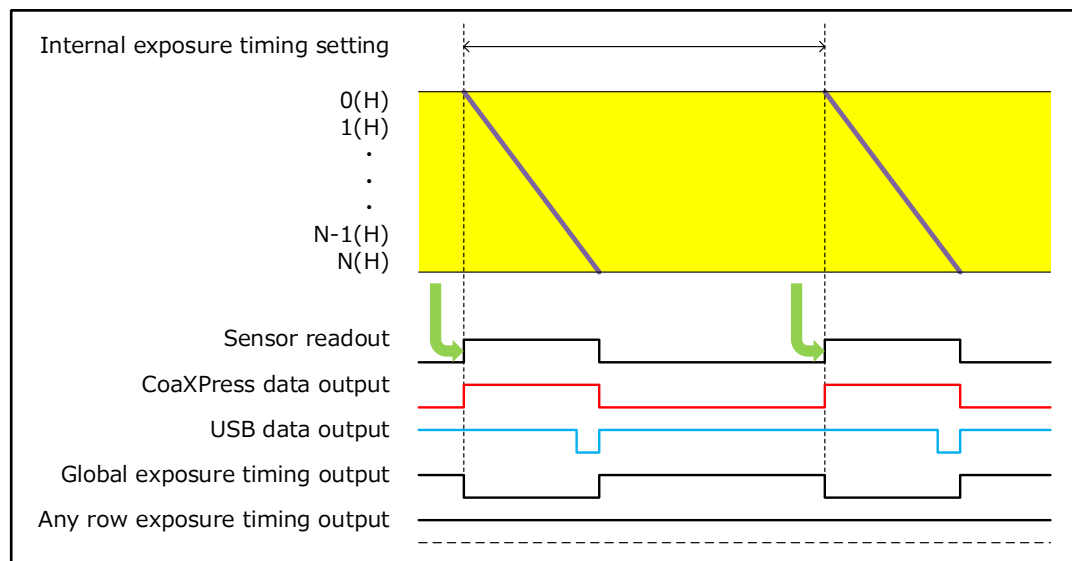 Internal exposure timing setting
0(H)
1(H)
・
・
・
N-1(H)
N(H)
Sensor readout
CoaXPress data output
USB data output
Global exposure timing output
Any row exposure timing output